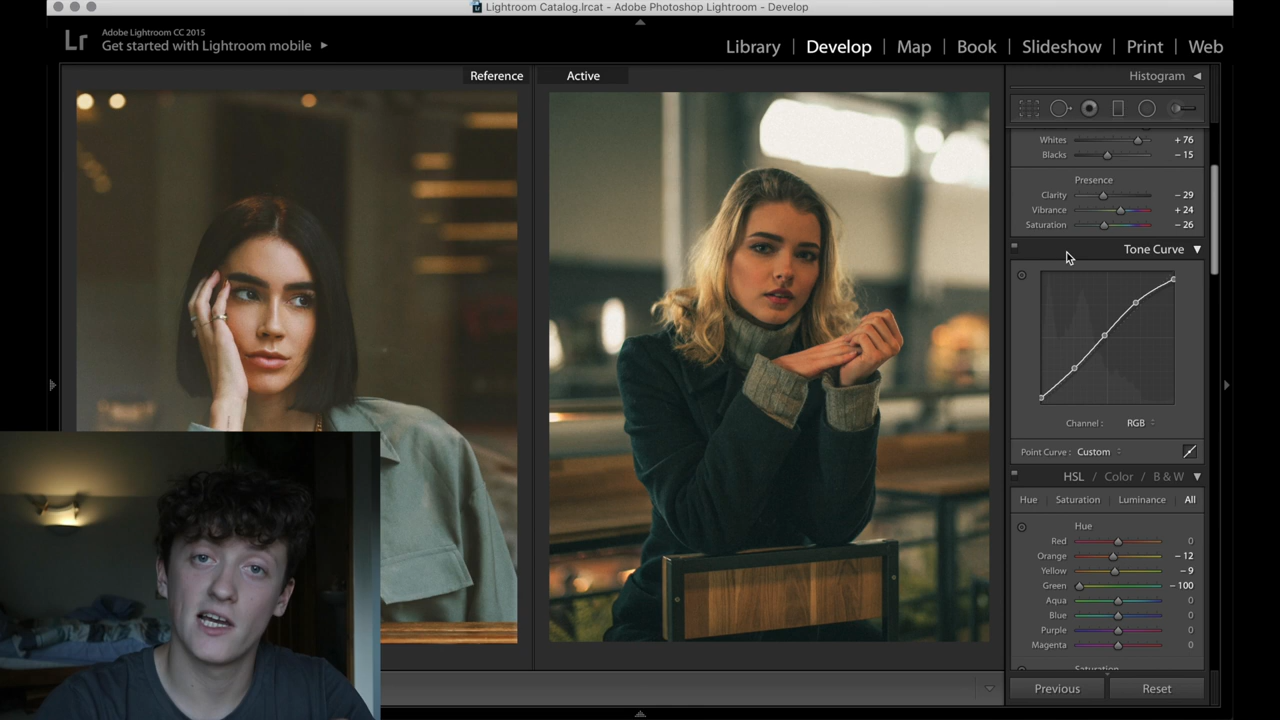 Lightroom Catalog.lrcat - Adobe Photoshop Lightroom - Develop
Lr
Adobe Lightroom CC 2015
Get started with Lightroom mobile ▶
Library | Develop | Map | Book | Slideshow | Print | Web
Reference
Active
Histogram
Whites +76
Blacks −15
Presence
Clarity −29
Vibrance +24
Saturation −26
Tone Curve
Channel : RGB
Point Curve : Custom
HSL / Color / B & W
Hue Saturation Luminance All
Hue
Red 0
Orange −12
Yellow −9
Green −100
Aqua 0
Blue 0
Purple 0
Magenta 0
Saturation
Previous
Reset